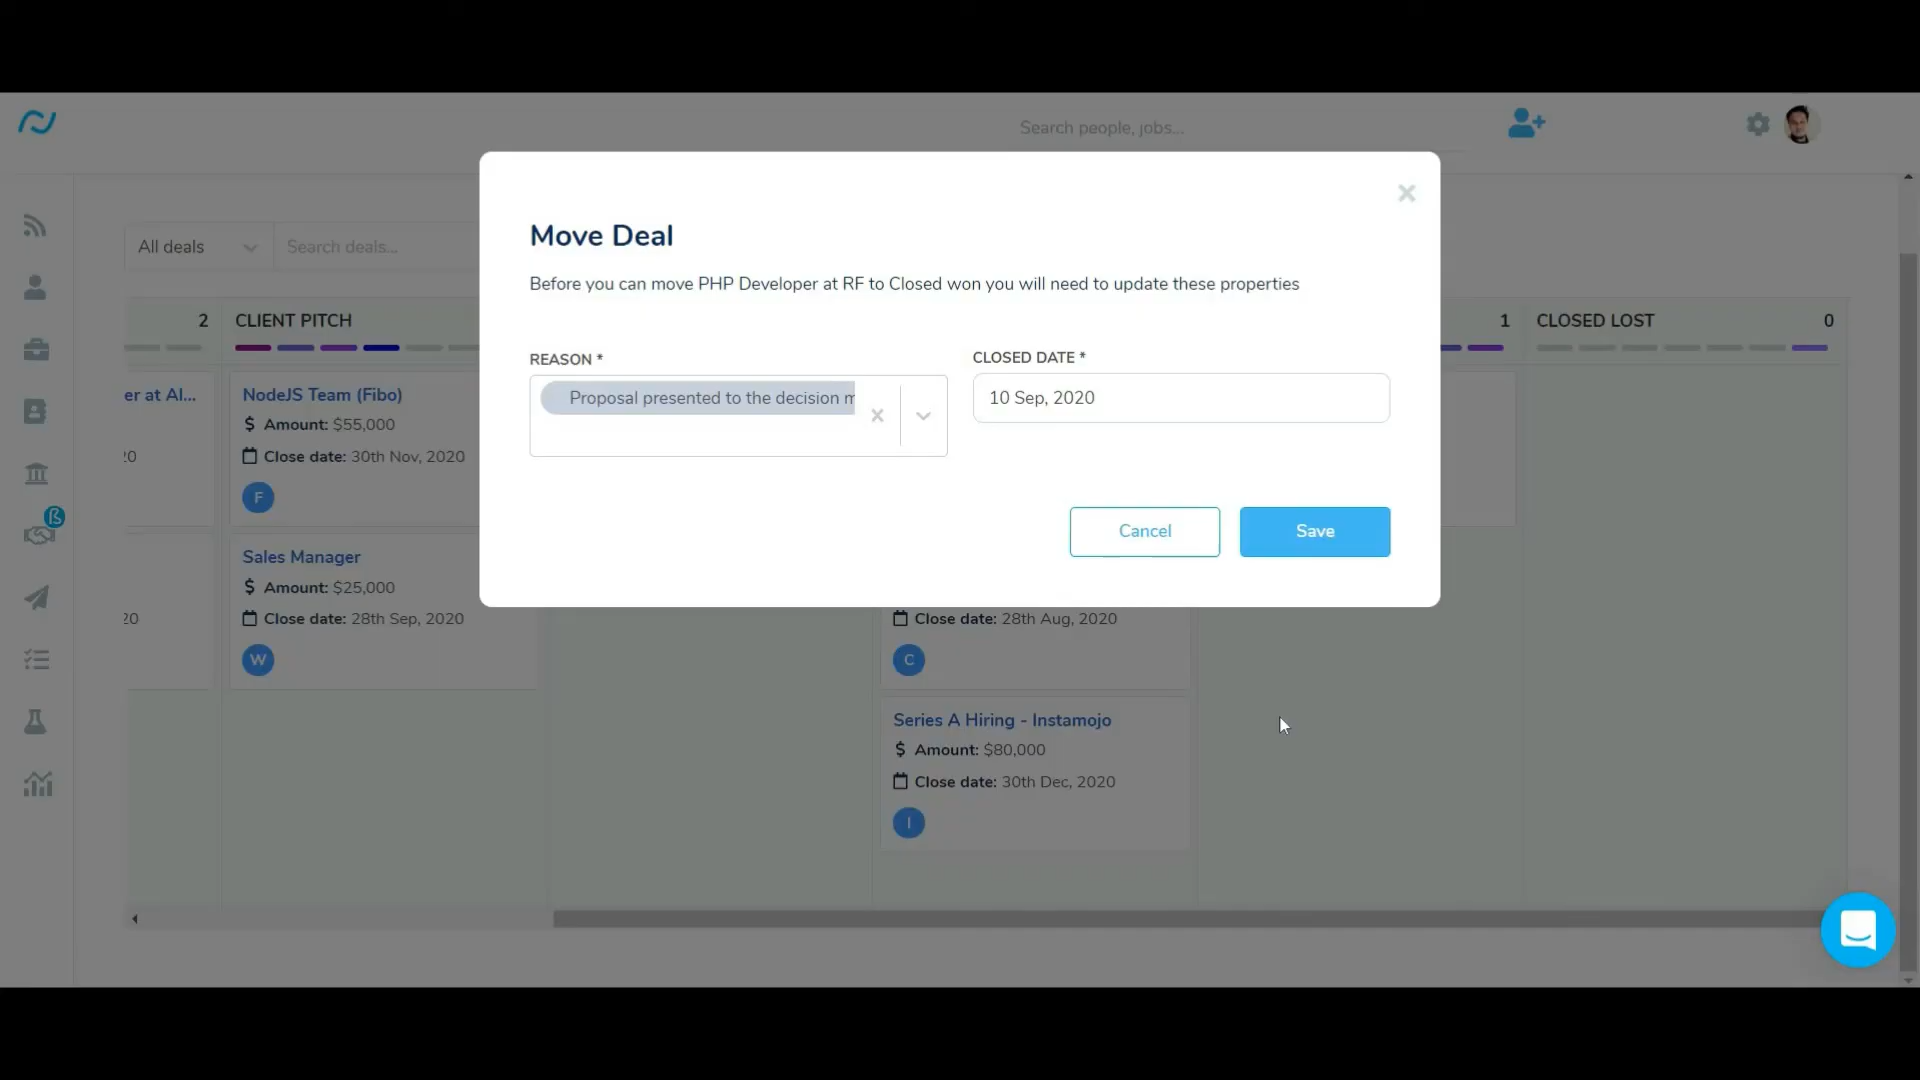 Search people, jobs...
All deals
Search deals...
Move Deal
Before you can move PHP Developer at RF to Closed won you will need to update these properties
REASON *
CLOSED DATE *
Proposal presented to the decision m
10 Sep, 2020
Cancel
Save
2
CLIENT PITCH
1
CLOSED LOST
0
er at Al...
20
20
NodeJS Team (Fibo)
$ Amount: $55,000
Close date: 30th Nov, 2020
F
Sales Manager
$ Amount: $25,000
Close date: 28th Sep, 2020
W
Close date: 28th Aug, 2020
C
Series A Hiring - Instamojo
$ Amount: $80,000
Close date: 30th Dec, 2020
I